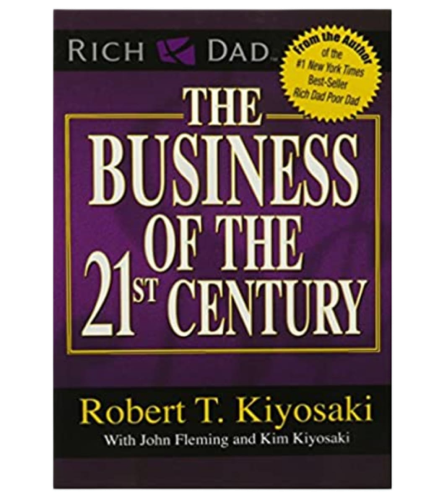 RICH DAD™
From the Author
of the
#1 New York Times
Best-Seller
Rich Dad Poor Dad
THE
BUSINESS
OF THE
21ST CENTURY
Robert T. Kiyosaki
With John Fleming and Kim Kiyosaki